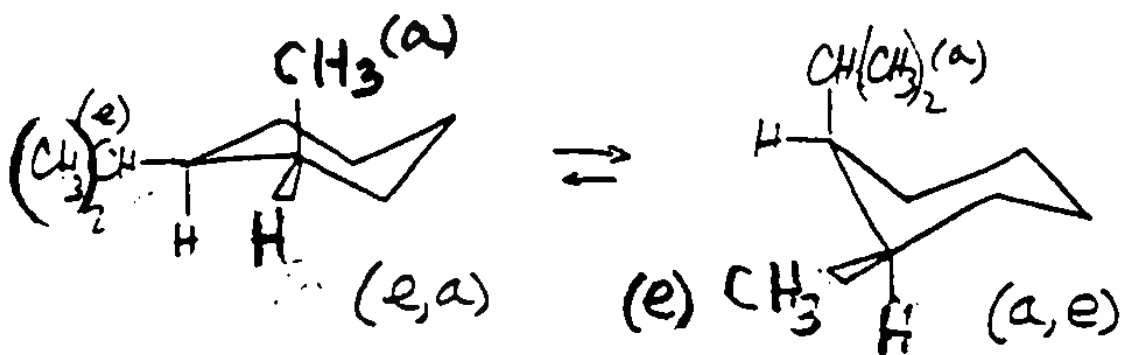 CH3 (a)
(CH3)2CH (e)
H
H
(e,a)
⇌
CH(CH3)2 (a)
H
(e) CH3
H
(a,e)